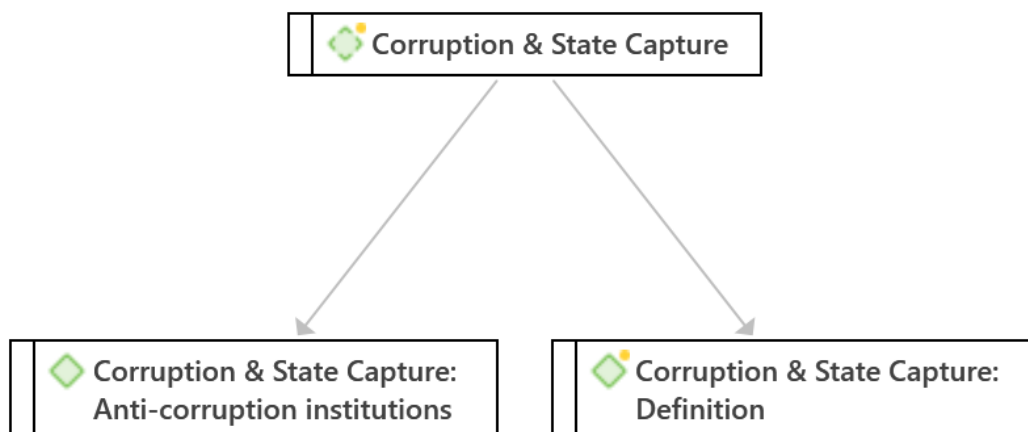 Corruption & State Capture
Corruption & State Capture:
Anti-corruption institutions
Corruption & State Capture:
Definition